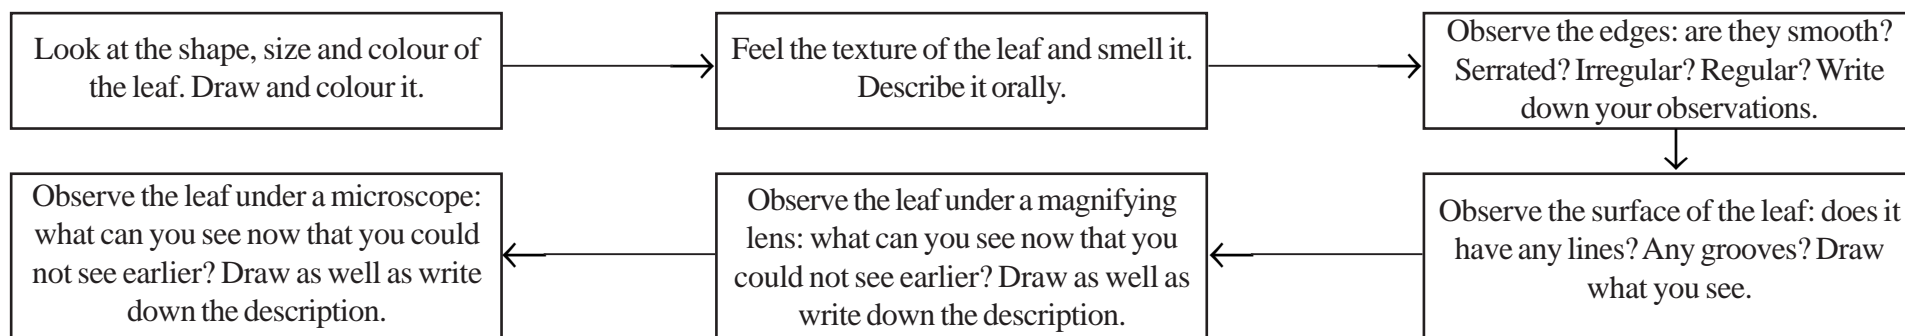 Look at the shape, size and colour of
the leaf. Draw and colour it.
Feel the texture of the leaf and smell it.
Describe it orally.
Observe the edges: are they smooth?
Serrated? Irregular? Regular? Write
down your observations.
Observe the surface of the leaf: does it
have any lines? Any grooves? Draw
what you see.
Observe the leaf under a magnifying
lens: what can you see now that you
could not see earlier? Draw as well as
write down the description.
Observe the leaf under a microscope:
what can you see now that you could
not see earlier? Draw as well as write
down the description.